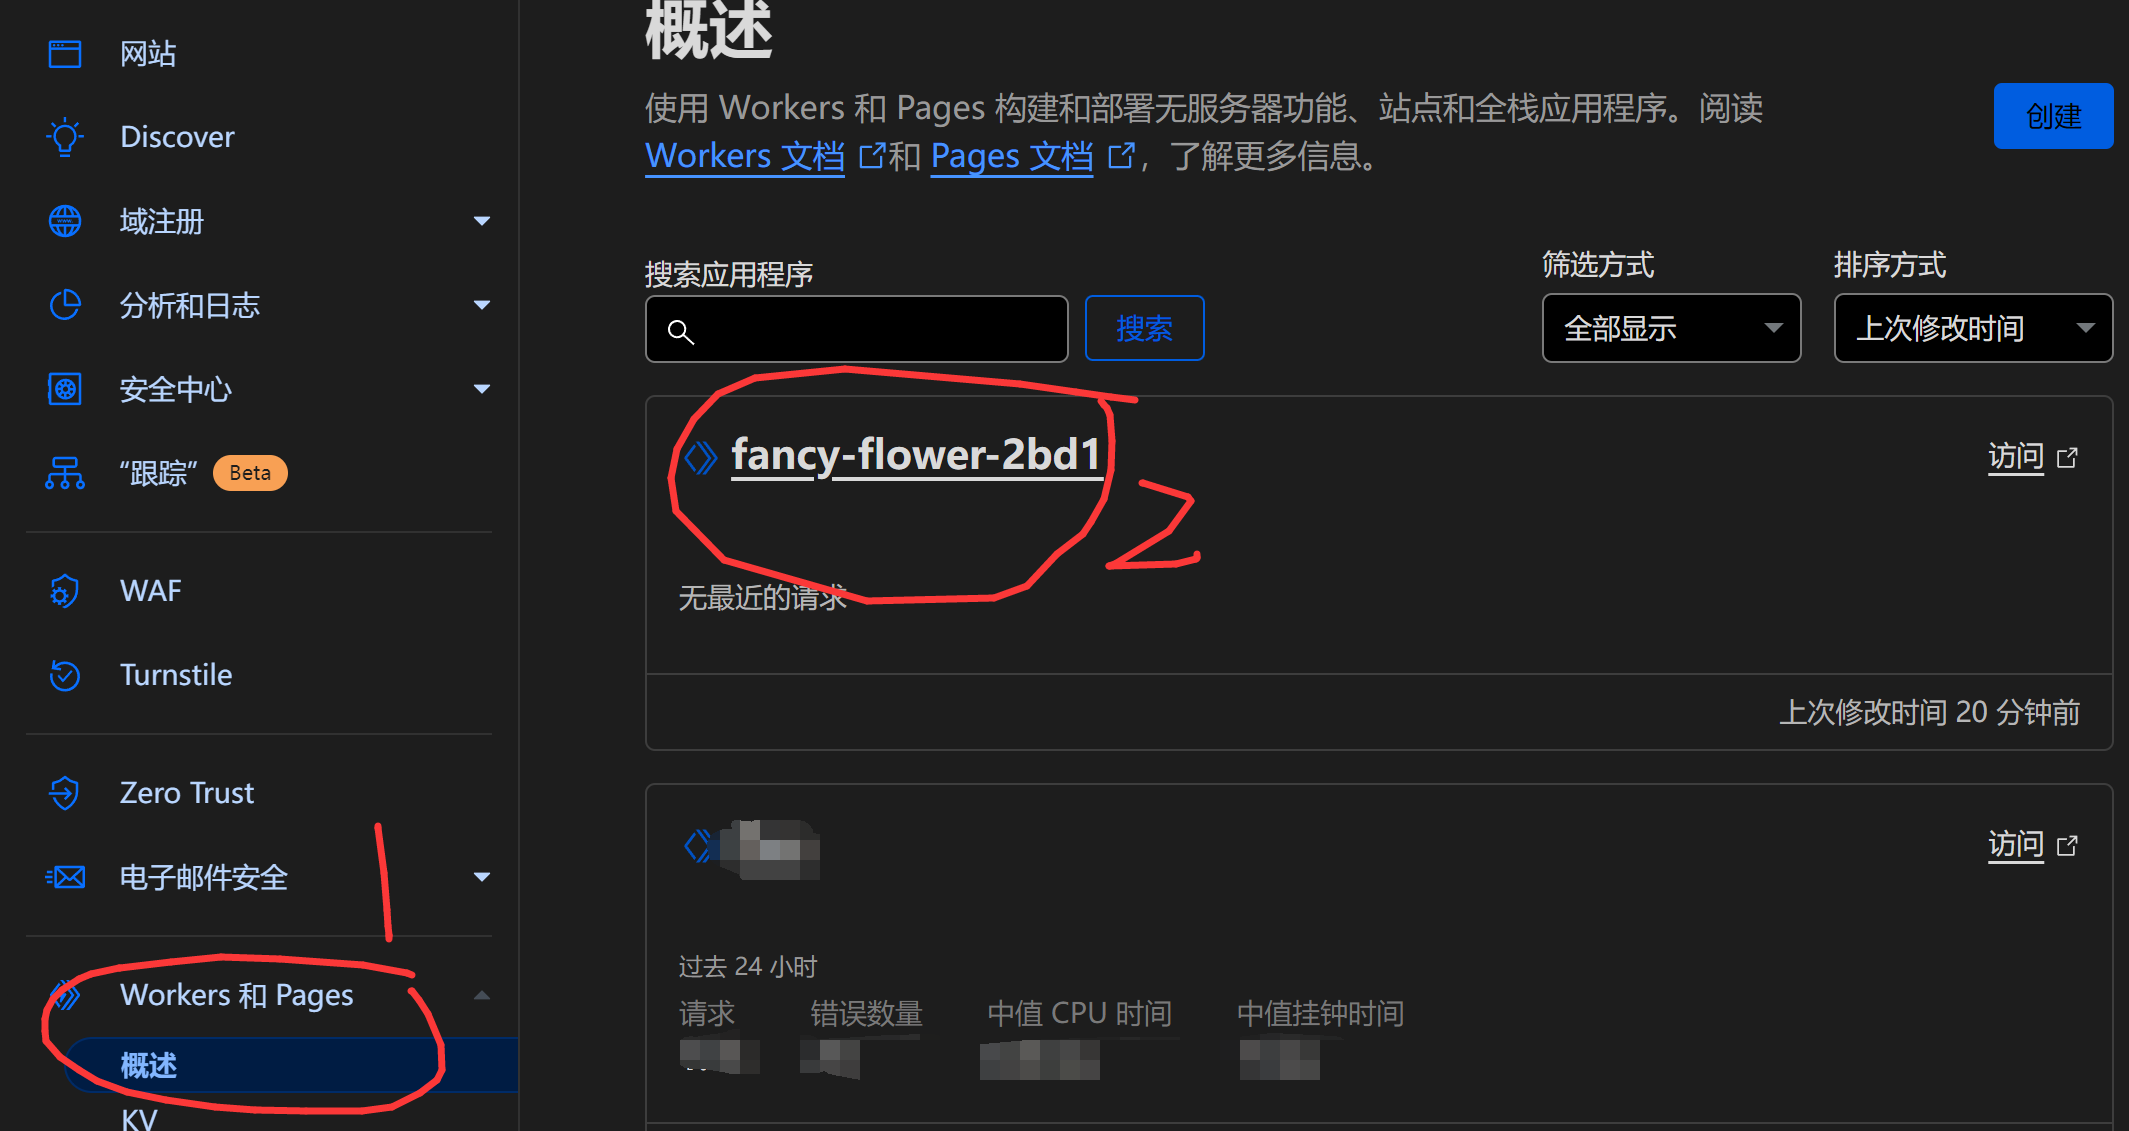 网站
Discover
域注册
分析和日志
安全中心
“跟踪” Beta
WAF
Turnstile
Zero Trust
电子邮件安全
1
Workers 和 Pages
概述
KV
概述
使用 Workers 和 Pages 构建和部署无服务器功能、站点和全栈应用程序。阅读
Workers 文档 和 Pages 文档 ，了解更多信息。
创建
搜索应用程序
搜索
筛选方式
全部显示
排序方式
上次修改时间
fancy-flower-2bd1
访问
2
无最近的请求
上次修改时间 20 分钟前
访问
过去 24 小时
请求 错误数量 中值 CPU 时间 中值挂钟时间